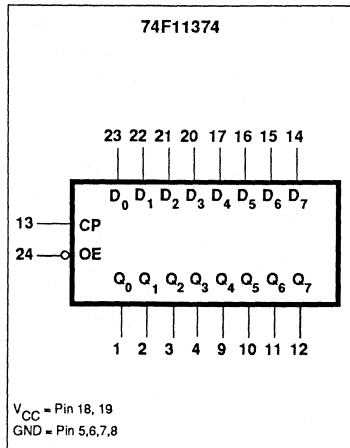 74F11374
23 22 21 20 17 16 15 14
D0 D1 D2 D3 D4 D5 D6 D7
13 CP
24 OE
Q0 Q1 Q2 Q3 Q4 Q5 Q6 Q7
1 2 3 4 9 10 11 12
VCC = Pin 18, 19
GND = Pin 5,6,7,8